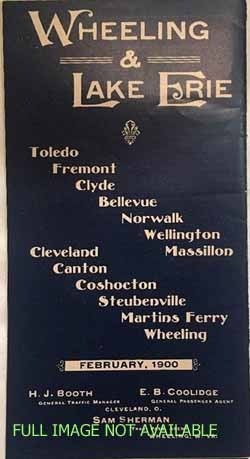 WHEELING
&
LAKE ERIE
Toledo
Fremont
Clyde
Bellevue
Norwalk
Wellington
Cleveland Massillon
Canton
Coshocton
Steubenville
Martins Ferry
Wheeling
FEBRUARY, 1900
H. J. BOOTH E. B. COOLIDGE
GENERAL TRAFFIC MANAGER GENERAL PASSENGER AGENT
CLEVELAND, O.
SAM SHERMAN
FULL IMAGE NOT AVAILABLE